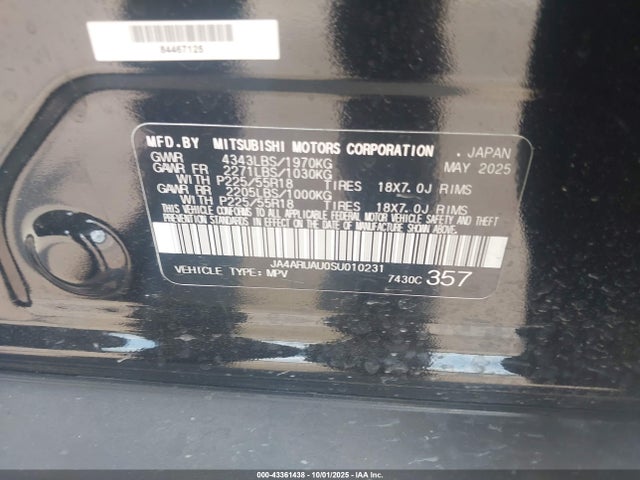 84467125
MFD.BY MITSUBISHI MOTORS CORPORATION , JAPAN
GVWR 4343LBS/1970KG MAY 2025
GAWR FR 2271LBS/1030KG
WITH P225/55R18 TIRES 18X7.0J RIMS
GAWR RR 2205LBS/1000KG
WITH P225/55R18 TIRES 18X7.0J RIMS
THIS VEHICLE CONFORMS TO ALL APPLICABLE FEDERAL MOTOR VEHICLE SAFETY AND THEFT
PREVENTION STANDARDS IN EFFECT ON THE DATE OF MANUFACTURE SHOWN ABOVE.
JA4ARUAU0SU010231
VEHICLE TYPE:MPV 7430C 357
000-43361438 - 10/01/2025 - IAA Inc.